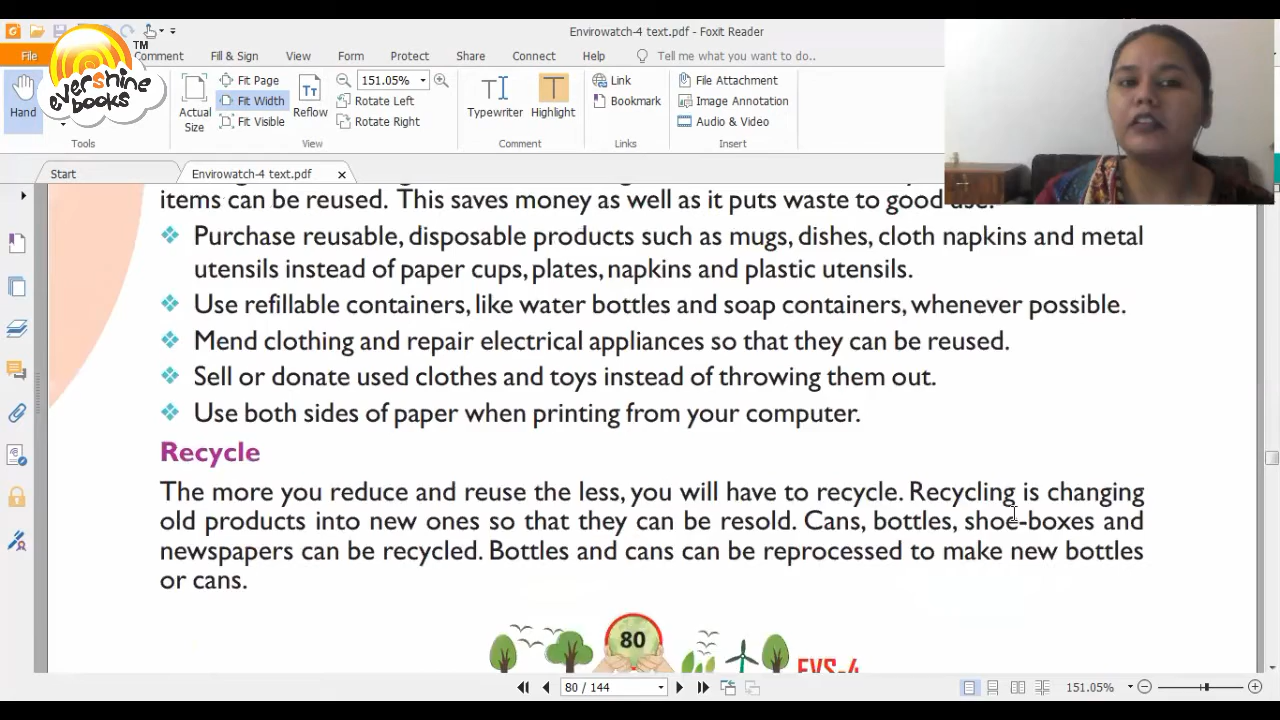 Envirowatch-4 text.pdf - Foxit Reader
TM
evershine
books
File
Comment
Fill & Sign
View
Form
Protect
Share
Connect
Help
Tell me what you want to do..
Hand
Actual
Size
Fit Page
Fit Width
Fit Visible
Reflow
151.05%
Rotate Left
Rotate Right
Typewriter
Highlight
Link
Bookmark
File Attachment
Image Annotation
Audio & Video
Tools
View
Comment
Links
Insert
Start
Envirowatch-4 text.pdf
items can be reused. This saves money as well as it puts waste to good use.
Purchase reusable, disposable products such as mugs, dishes, cloth napkins and metal
utensils instead of paper cups, plates, napkins and plastic utensils.
Use refillable containers, like water bottles and soap containers, whenever possible.
Mend clothing and repair electrical appliances so that they can be reused.
Sell or donate used clothes and toys instead of throwing them out.
Use both sides of paper when printing from your computer.
Recycle
The more you reduce and reuse the less, you will have to recycle. Recycling is changing
old products into new ones so that they can be resold. Cans, bottles, shoe-boxes and
newspapers can be recycled. Bottles and cans can be reprocessed to make new bottles
or cans.
80
EVS-4
80 / 144
151.05%